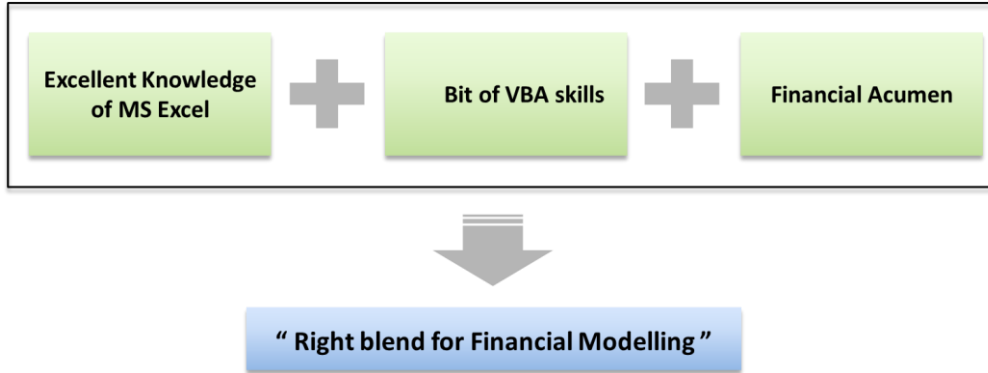 Excellent Knowledge
of MS Excel
Bit of VBA skills
Financial Acumen
“ Right blend for Financial Modelling ”